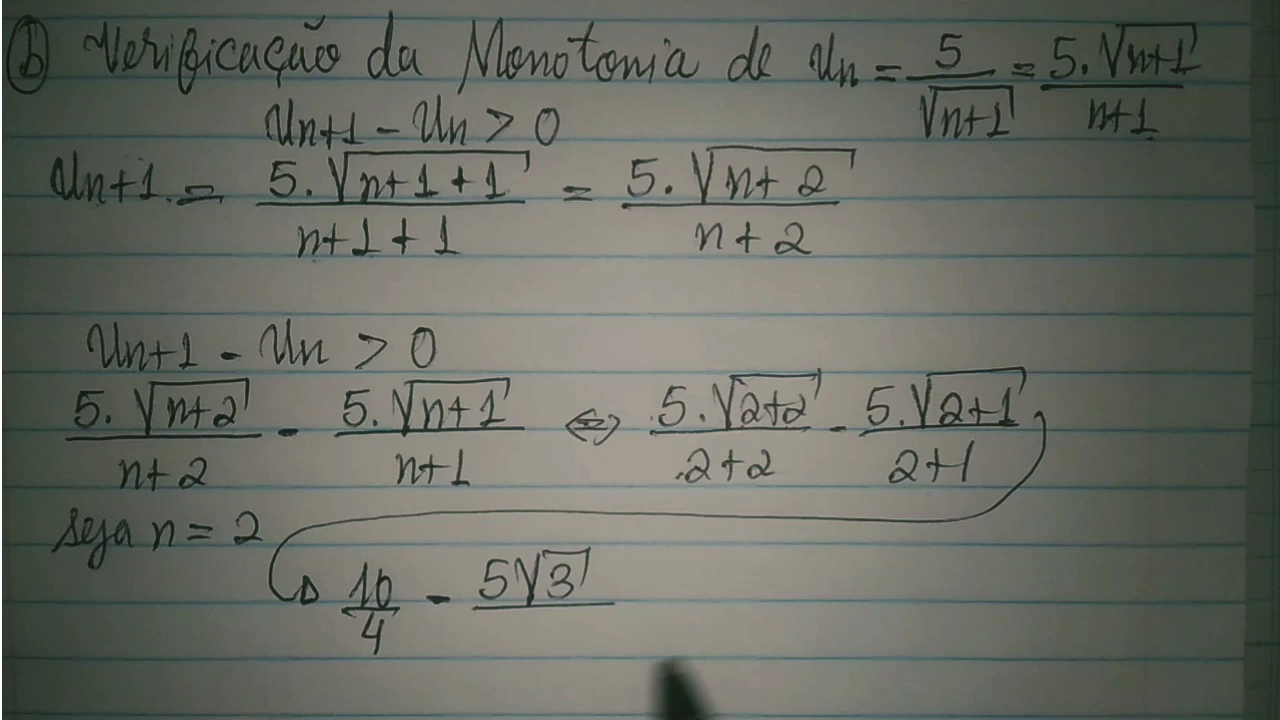 b) Verificação da Monotonia de Un = 5/√(n+1) = 5.√(n+1)/(n+1)
Un+1 - Un > 0
Un+1 = 5.√(n+1+1)/(n+1+1) = 5.√(n+2)/(n+2)
Un+1 - Un > 0
5.√(n+2)/(n+2) - 5.√(n+1)/(n+1) ⇔ 5.√(2+2)/(2+2) - 5.√(2+1)/(2+1)
seja n = 2
10/4 - 5√3